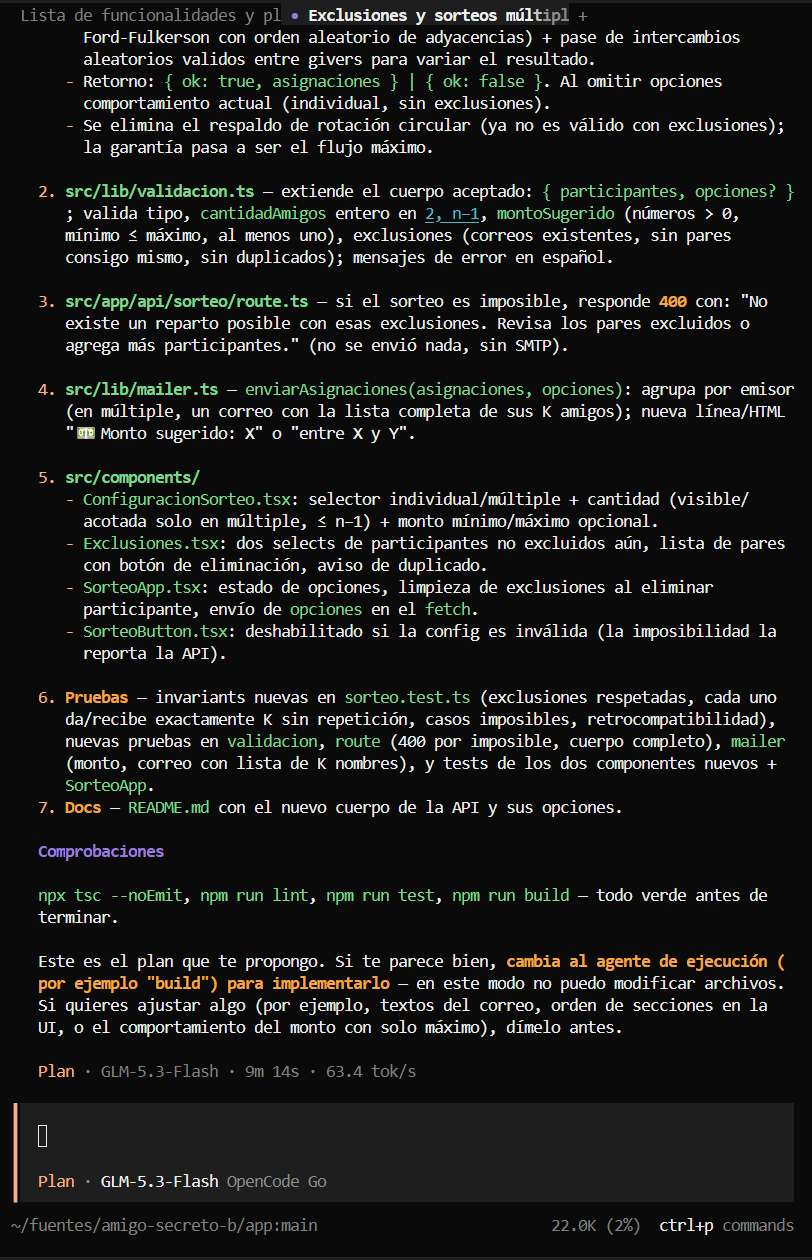 Lista de funcionalidades y pl • Exclusiones y sorteos múltipl +
Ford-Fulkerson con orden aleatorio de adyacencias) + pase de intercambios
aleatorios validos entre givers para variar el resultado.
- Retorno: { ok: true, asignaciones } | { ok: false }. Al omitir opciones
comportamiento actual (individual, sin exclusiones).
- Se elimina el respaldo de rotación circular (ya no es válido con exclusiones);
la garantía pasa a ser el flujo máximo.
2. src/lib/validacion.ts — extiende el cuerpo aceptado: { participantes, opciones? }
; valida tipo, cantidadAmigos entero en 2, n−1, montoSugerido (números > 0,
mínimo ≤ máximo, al menos uno), exclusiones (correos existentes, sin pares
consigo mismo, sin duplicados); mensajes de error en español.
3. src/app/api/sorteo/route.ts — si el sorteo es imposible, responde 400 con: "No
existe un reparto posible con esas exclusiones. Revisa los pares excluidos o
agrega más participantes." (no se envió nada, sin SMTP).
4. src/lib/mailer.ts — enviarAsignaciones(asignaciones, opciones): agrupa por emisor
(en múltiple, un correo con la lista completa de sus K amigos); nueva línea/HTML
"💵 Monto sugerido: X" o "entre X y Y".
5. src/components/
- ConfiguracionSorteo.tsx: selector individual/múltiple + cantidad (visible/
acotada solo en múltiple, ≤ n−1) + monto mínimo/máximo opcional.
- Exclusiones.tsx: dos selects de participantes no excluidos aún, lista de pares
con botón de eliminación, aviso de duplicado.
- SorteoApp.tsx: estado de opciones, limpieza de exclusiones al eliminar
participante, envío de opciones en el fetch.
- SorteoButton.tsx: deshabilitado si la config es inválida (la imposibilidad la
reporta la API).
6. Pruebas — invariants nuevas en sorteo.test.ts (exclusiones respetadas, cada uno
da/recibe exactamente K sin repetición, casos imposibles, retrocompatibilidad),
nuevas pruebas en validacion, route (400 por imposible, cuerpo completo), mailer
(monto, correo con lista de K nombres), y tests de los dos componentes nuevos +
SorteoApp.
7. Docs — README.md con el nuevo cuerpo de la API y sus opciones.
Comprobaciones
npx tsc --noEmit, npm run lint, npm run test, npm run build — todo verde antes de
terminar.
Este es el plan que te propongo. Si te parece bien, cambia al agente de ejecución (
por ejemplo "build") para implementarlo — en este modo no puedo modificar archivos.
Si quieres ajustar algo (por ejemplo, textos del correo, orden de secciones en la
UI, o el comportamiento del monto con solo máximo), dímelo antes.
Plan · GLM-5.3-Flash · 9m 14s · 63.4 tok/s
Plan · GLM-5.3-Flash OpenCode Go
~/fuentes/amigo-secreto-b/app:main 22.0K (2%) ctrl+p commands